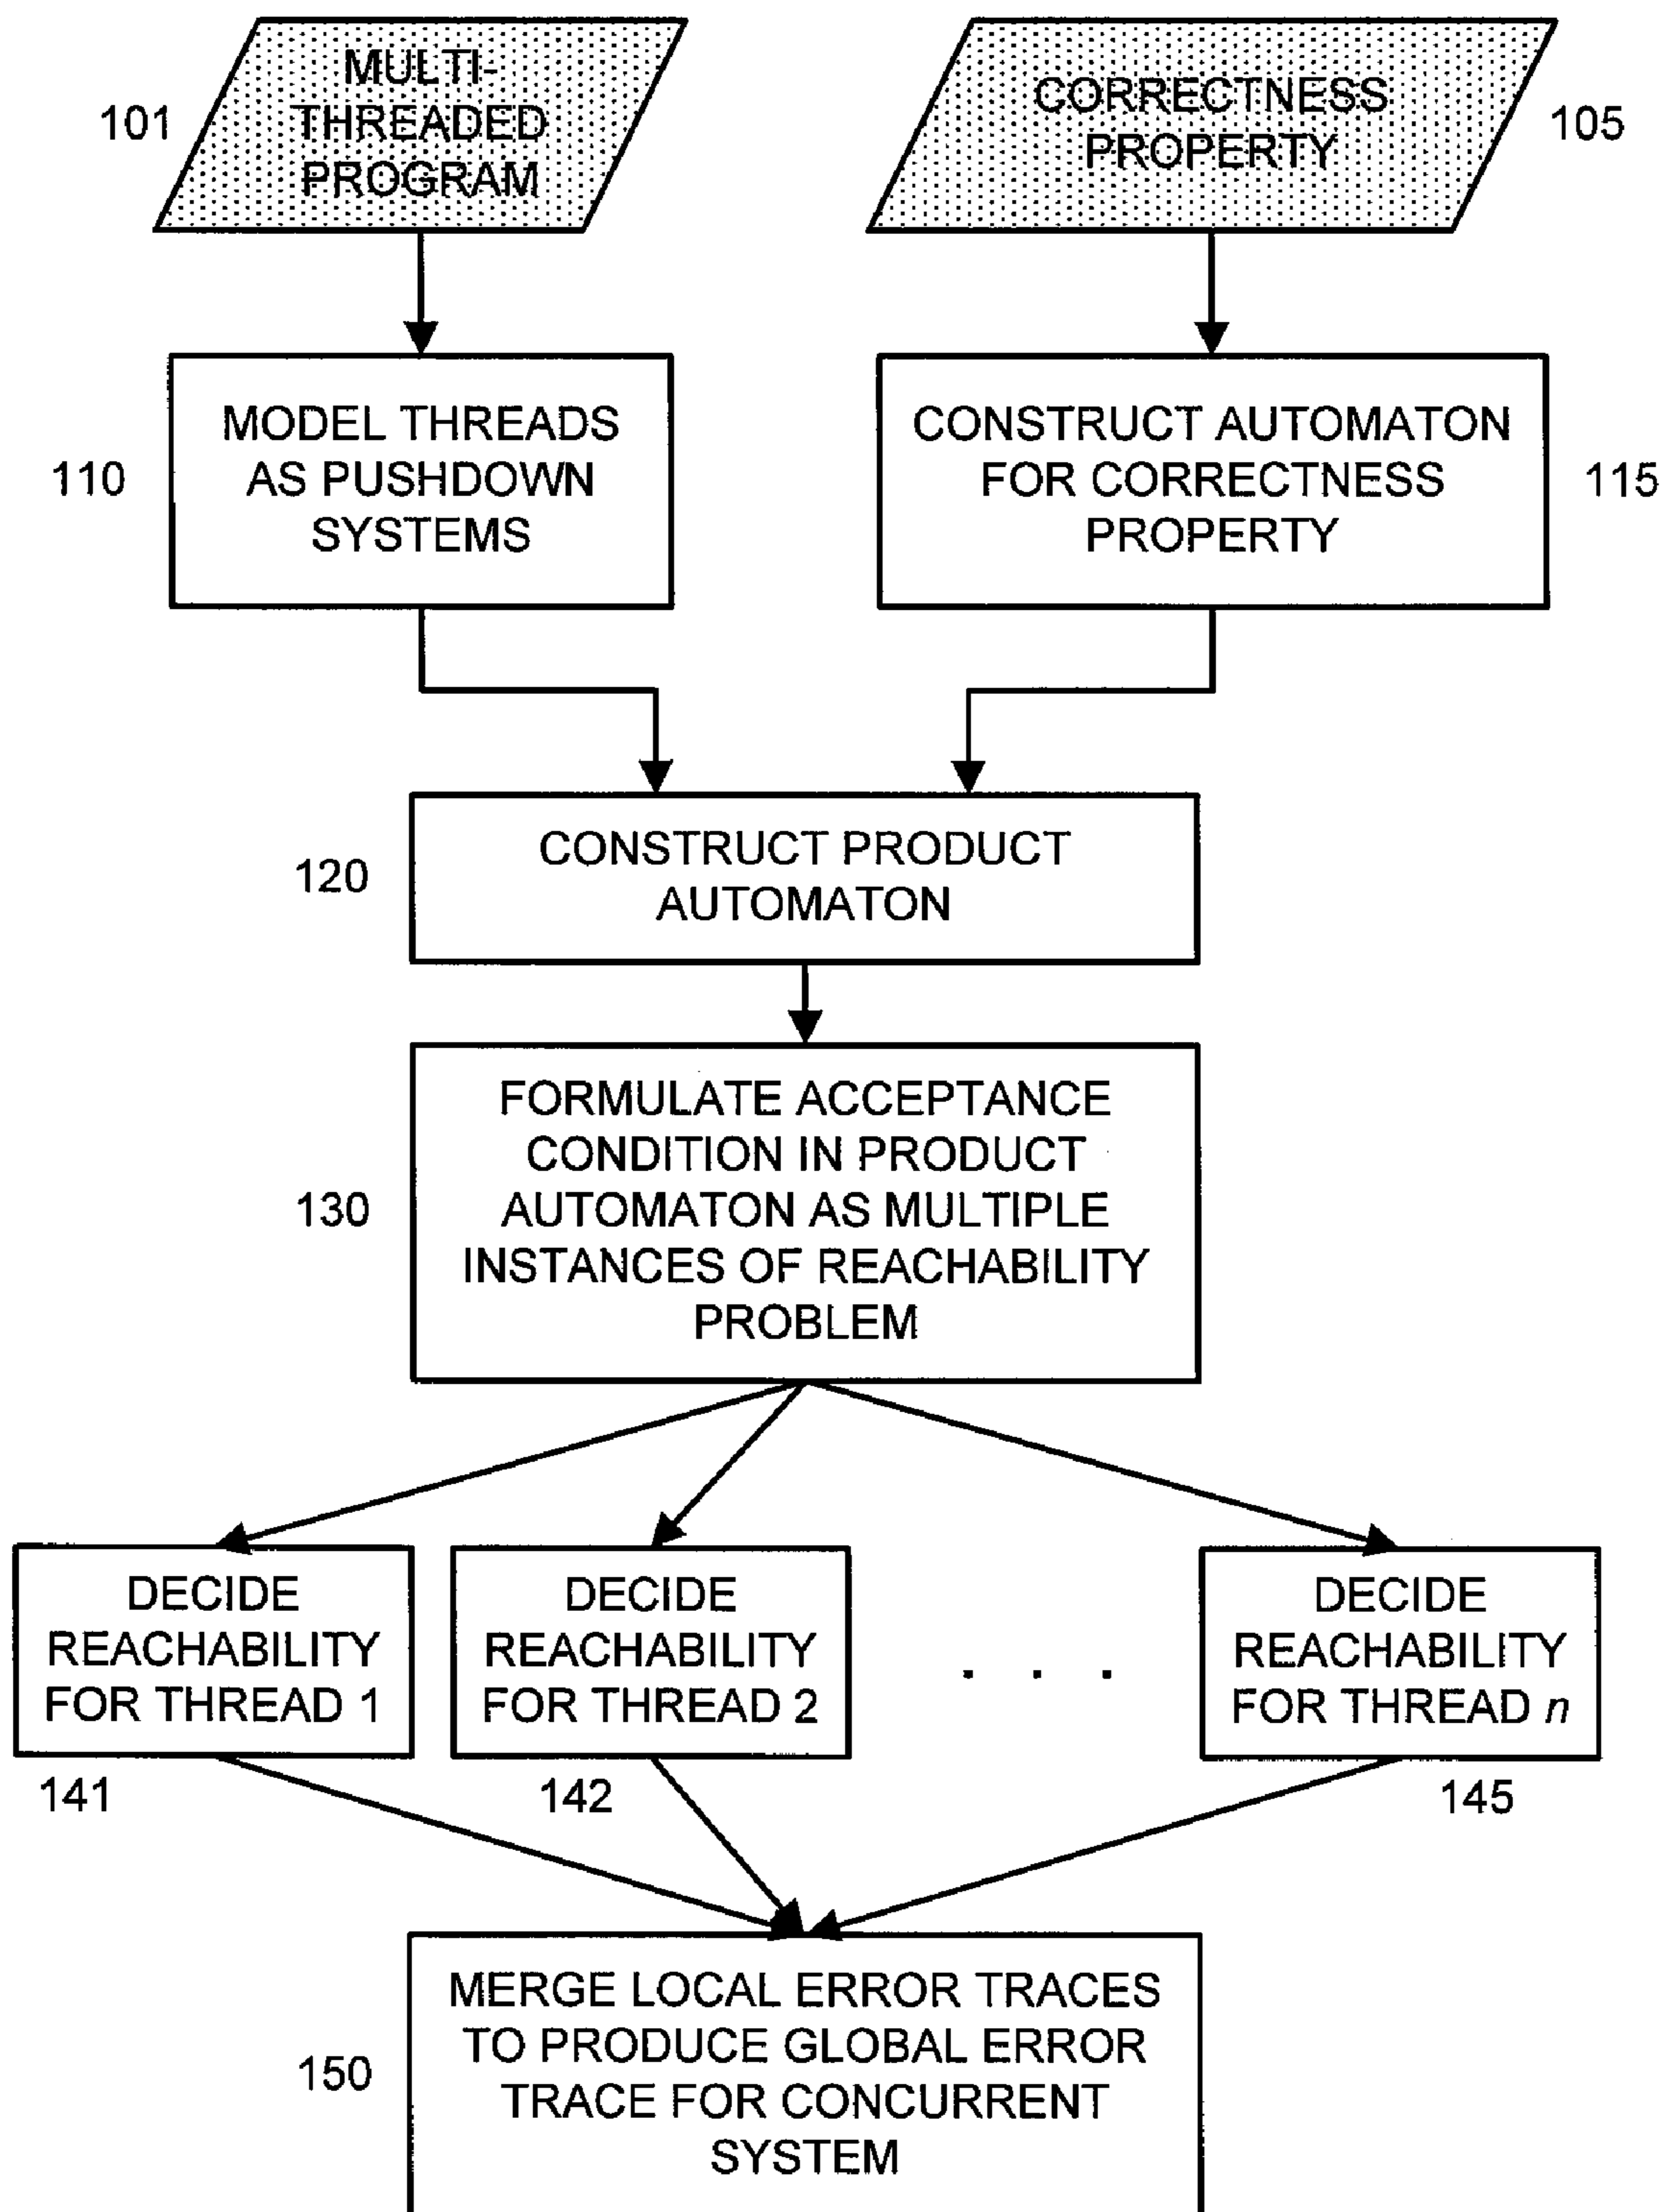 MULTI-
THREADED
PROGRAM
101
CORRECTNESS
PROPERTY
105
MODEL THREADS
AS PUSHDOWN
SYSTEMS
110
CONSTRUCT AUTOMATON
FOR CORRECTNESS
PROPERTY
115
CONSTRUCT PRODUCT
AUTOMATON
120
FORMULATE ACCEPTANCE
CONDITION IN PRODUCT
AUTOMATON AS MULTIPLE
INSTANCES OF REACHABILITY
PROBLEM
130
DECIDE
REACHABILITY
FOR THREAD 1
141
DECIDE
REACHABILITY
FOR THREAD 2
142
. . .
DECIDE
REACHABILITY
FOR THREAD n
145
MERGE LOCAL ERROR TRACES
TO PRODUCE GLOBAL ERROR
TRACE FOR CONCURRENT
SYSTEM
150